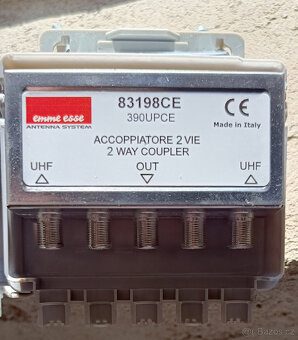 emme esse
ANTENNA SYSTEM
83198CE
390UPCE
CE
Made in Italy
ACCOPPIATORE 2 VIE
2 WAY COUPLER
UHF OUT UHF